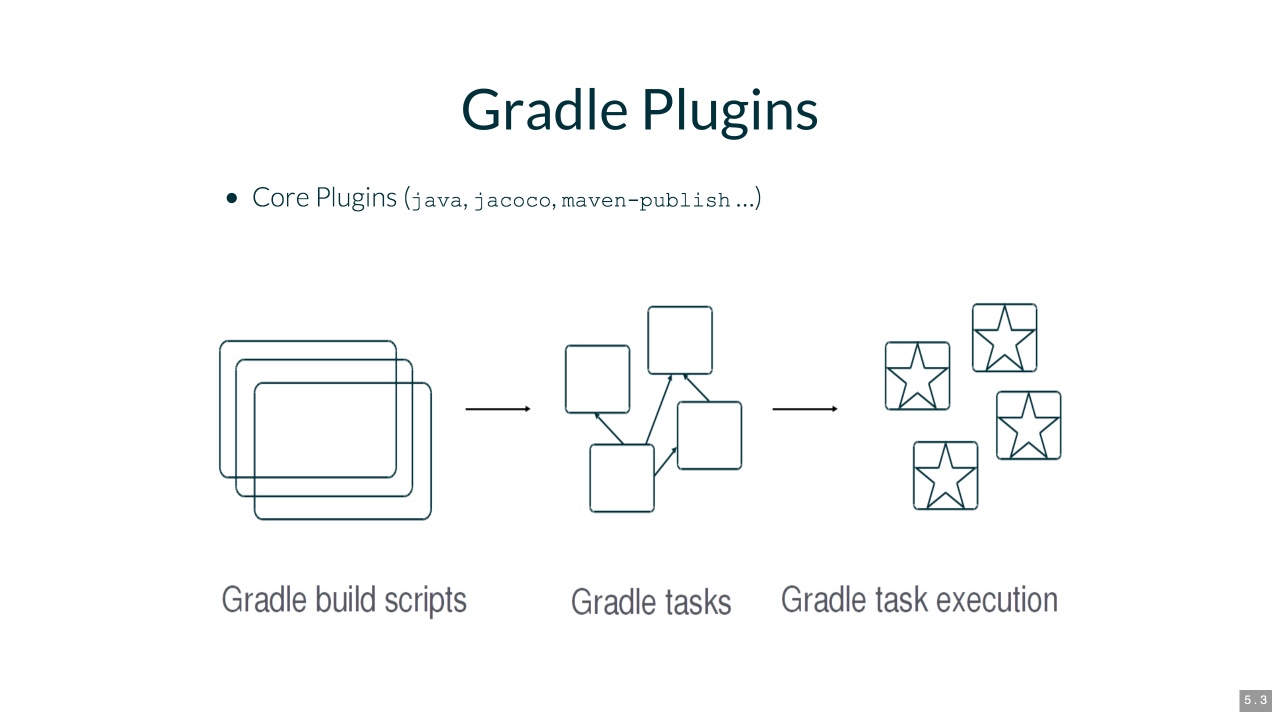 Gradle Plugins
• Core Plugins (java, jacoco, maven-publish ...)
Gradle build scripts
Gradle tasks
Gradle task execution
5.3